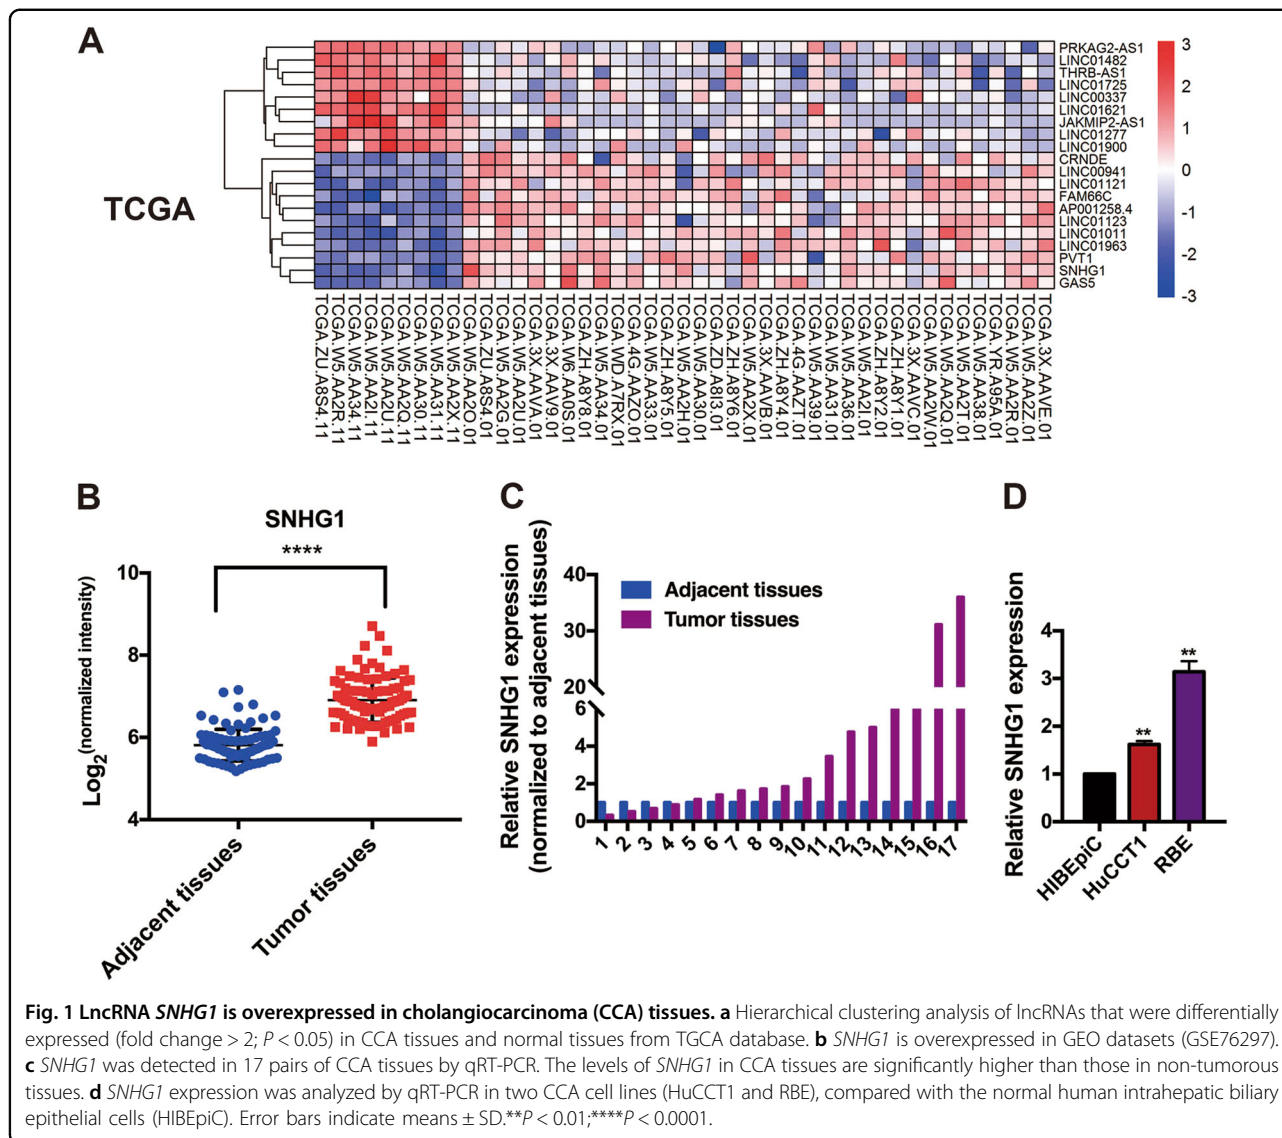 A
TCGA
PRKAG2-AS1
LINC01482
THRB-AS1
LINC01725
LINC00337
LINC01621
JAKMIP2-AS1
LINC01277
LINC01900
CRNDE
LINC00941
LINC01121
FAM66C
AP001258.4
LINC01123
LINC01011
LINC01963
PVT1
SNHG1
GAS5
3
2
1
0
-1
-2
-3
TCGA.ZU.A8S4.11
TCGA.W5.AA2R.11
TCGA.W5.AA34.11
TCGA.W5.AA2I.11
TCGA.W5.AA2U.11
TCGA.W5.AA2Q.11
TCGA.W5.AA30.11
TCGA.W5.AA31.11
TCGA.W5.AA2X.11
TCGA.W5.AA2O.01
TCGA.ZU.A8S4.01
TCGA.W5.AA2G.01
TCGA.W5.AA2U.01
TCGA.3X.AAVA.01
TCGA.3X.AAV9.01
TCGA.W6.AA0S.01
TCGA.ZH.A8Y8.01
TCGA.W5.AA34.01
TCGA.WD.A7RX.01
TCGA.4G.AAZO.01
TCGA.W5.AA33.01
TCGA.ZH.A8Y5.01
TCGA.W5.AA2H.01
TCGA.W5.AA30.01
TCGA.ZD.A8I3.01
TCGA.ZH.A8Y6.01
TCGA.W5.AA2X.01
TCGA.3X.AAVB.01
TCGA.ZH.A8Y4.01
TCGA.4G.AAZT.01
TCGA.W5.AA39.01
TCGA.W5.AA31.01
TCGA.W5.AA36.01
TCGA.W5.AA2I.01
TCGA.ZH.A8Y2.01
TCGA.ZH.A8Y1.01
TCGA.3X.AAVC.01
TCGA.W5.AA2W.01
TCGA.W5.AA2Q.01
TCGA.W5.AA2T.01
TCGA.W5.AA38.01
TCGA.YR.A95A.01
TCGA.W5.AA2R.01
TCGA.W5.AA2Z.01
TCGA.3X.AAVE.01
B
SNHG1
****
Log2(normalized intensity)
10
8
6
4
Adjacent tissues
Tumor tissues
C
Relative SNHG1 expression
(normalized to adjacent tissues)
40
30
20
6
4
2
0
Adjacent tissues
Tumor tissues
1 2 3 4 5 6 7 8 9 10 11 12 13 14 15 16 17
D
Relative SNHG1 expression
4
3
2
1
0
**
**
HIBEpiC
HuCCT1
RBE
Fig. 1 LncRNA SNHG1 is overexpressed in cholangiocarcinoma (CCA) tissues. a Hierarchical clustering analysis of lncRNAs that were differentially
expressed (fold change > 2; P < 0.05) in CCA tissues and normal tissues from TGCA database. b SNHG1 is overexpressed in GEO datasets (GSE76297).
c SNHG1 was detected in 17 pairs of CCA tissues by qRT-PCR. The levels of SNHG1 in CCA tissues are significantly higher than those in non-tumorous
tissues. d SNHG1 expression was analyzed by qRT-PCR in two CCA cell lines (HuCCT1 and RBE), compared with the normal human intrahepatic biliary
epithelial cells (HIBEpiC). Error bars indicate means ± SD.**P < 0.01;****P < 0.0001.